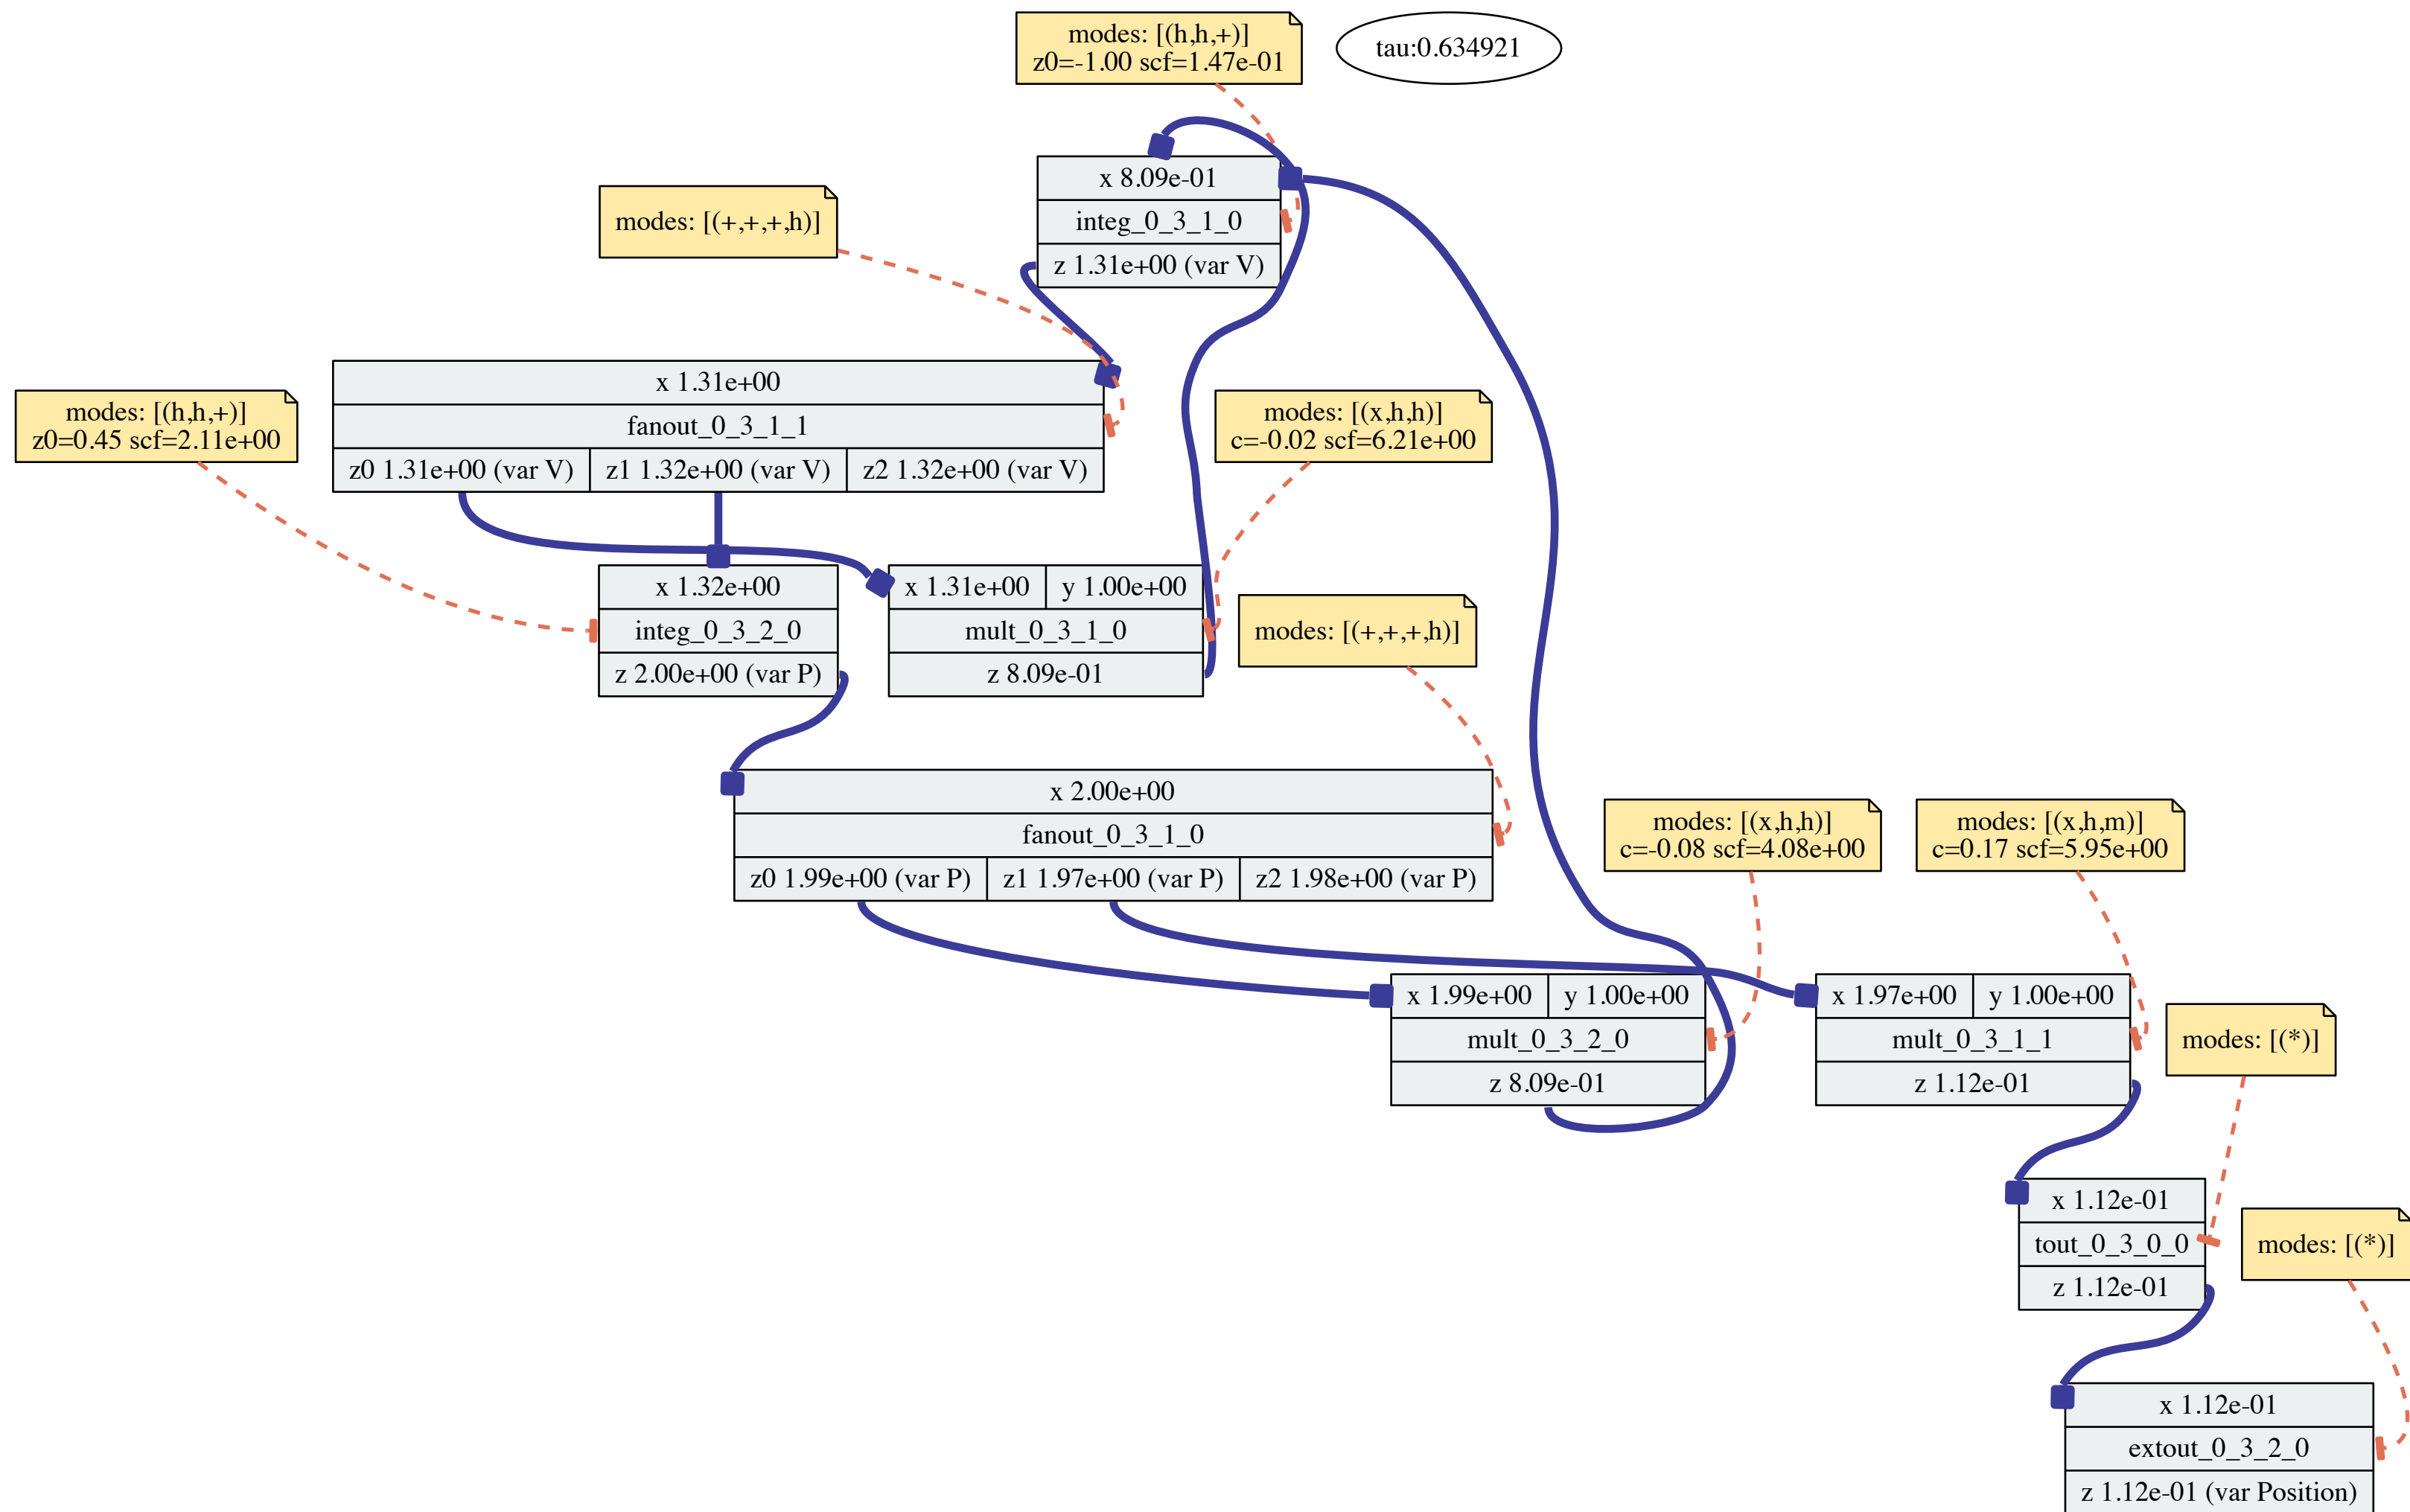 modes: [(h,h,+)]
z0=-1.00 scf=1.47e-01
tau:0.634921
x 8.09e-01
integ_0_3_1_0
z 1.31e+00 (var V)
modes: [(+,+,+,h)]
x 1.31e+00
fanout_0_3_1_1
z0 1.31e+00 (var V) z1 1.32e+00 (var V) z2 1.32e+00 (var V)
modes: [(h,h,+)]
z0=0.45 scf=2.11e+00
modes: [(x,h,h)]
c=-0.02 scf=6.21e+00
x 1.32e+00
integ_0_3_2_0
z 2.00e+00 (var P)
x 1.31e+00 y 1.00e+00
mult_0_3_1_0
z 8.09e-01
modes: [(+,+,+,h)]
x 2.00e+00
fanout_0_3_1_0
z0 1.99e+00 (var P) z1 1.97e+00 (var P) z2 1.98e+00 (var P)
modes: [(x,h,h)]
c=-0.08 scf=4.08e+00
modes: [(x,h,m)]
c=0.17 scf=5.95e+00
x 1.99e+00 y 1.00e+00
mult_0_3_2_0
z 8.09e-01
x 1.97e+00 y 1.00e+00
mult_0_3_1_1
z 1.12e-01
modes: [(*)]
x 1.12e-01
tout_0_3_0_0
z 1.12e-01
modes: [(*)]
x 1.12e-01
extout_0_3_2_0
z 1.12e-01 (var Position)